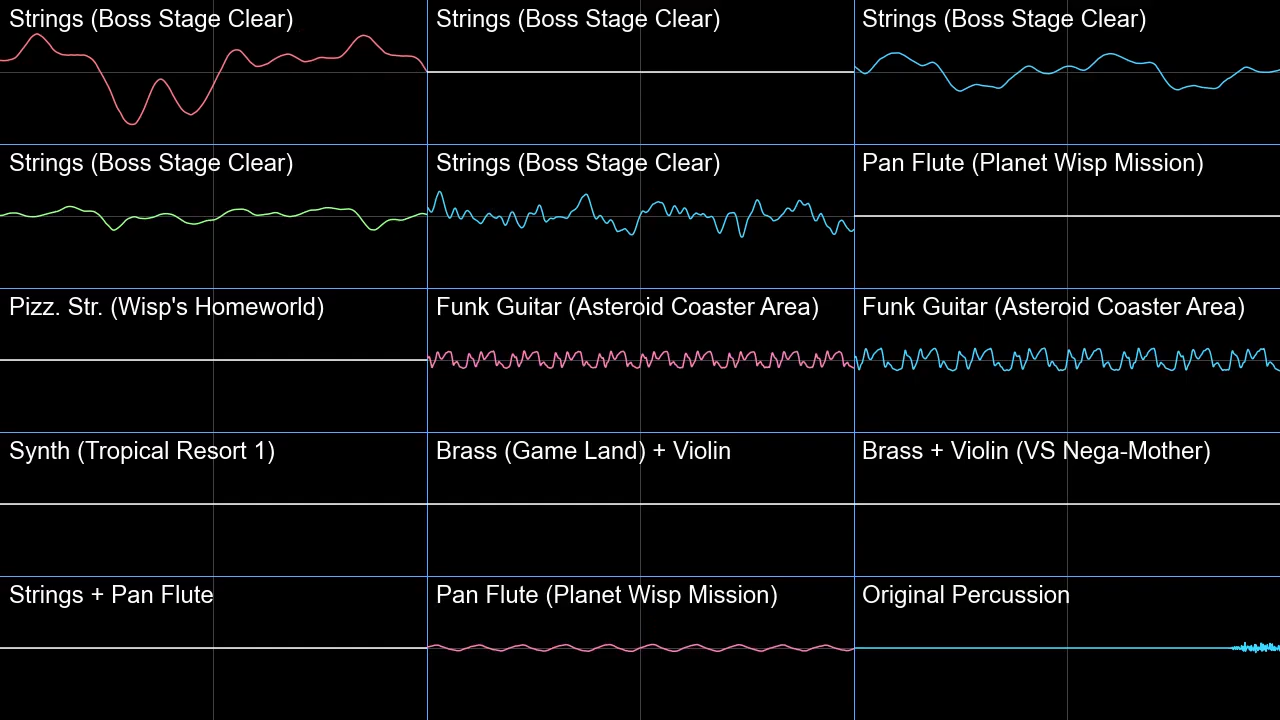 Strings (Boss Stage Clear)
Strings (Boss Stage Clear)
Strings (Boss Stage Clear)
Strings (Boss Stage Clear)
Strings (Boss Stage Clear)
Pan Flute (Planet Wisp Mission)
Pizz. Str. (Wisp's Homeworld)
Funk Guitar (Asteroid Coaster Area)
Funk Guitar (Asteroid Coaster Area)
Synth (Tropical Resort 1)
Brass (Game Land) + Violin
Brass + Violin (VS Nega-Mother)
Strings + Pan Flute
Pan Flute (Planet Wisp Mission)
Original Percussion